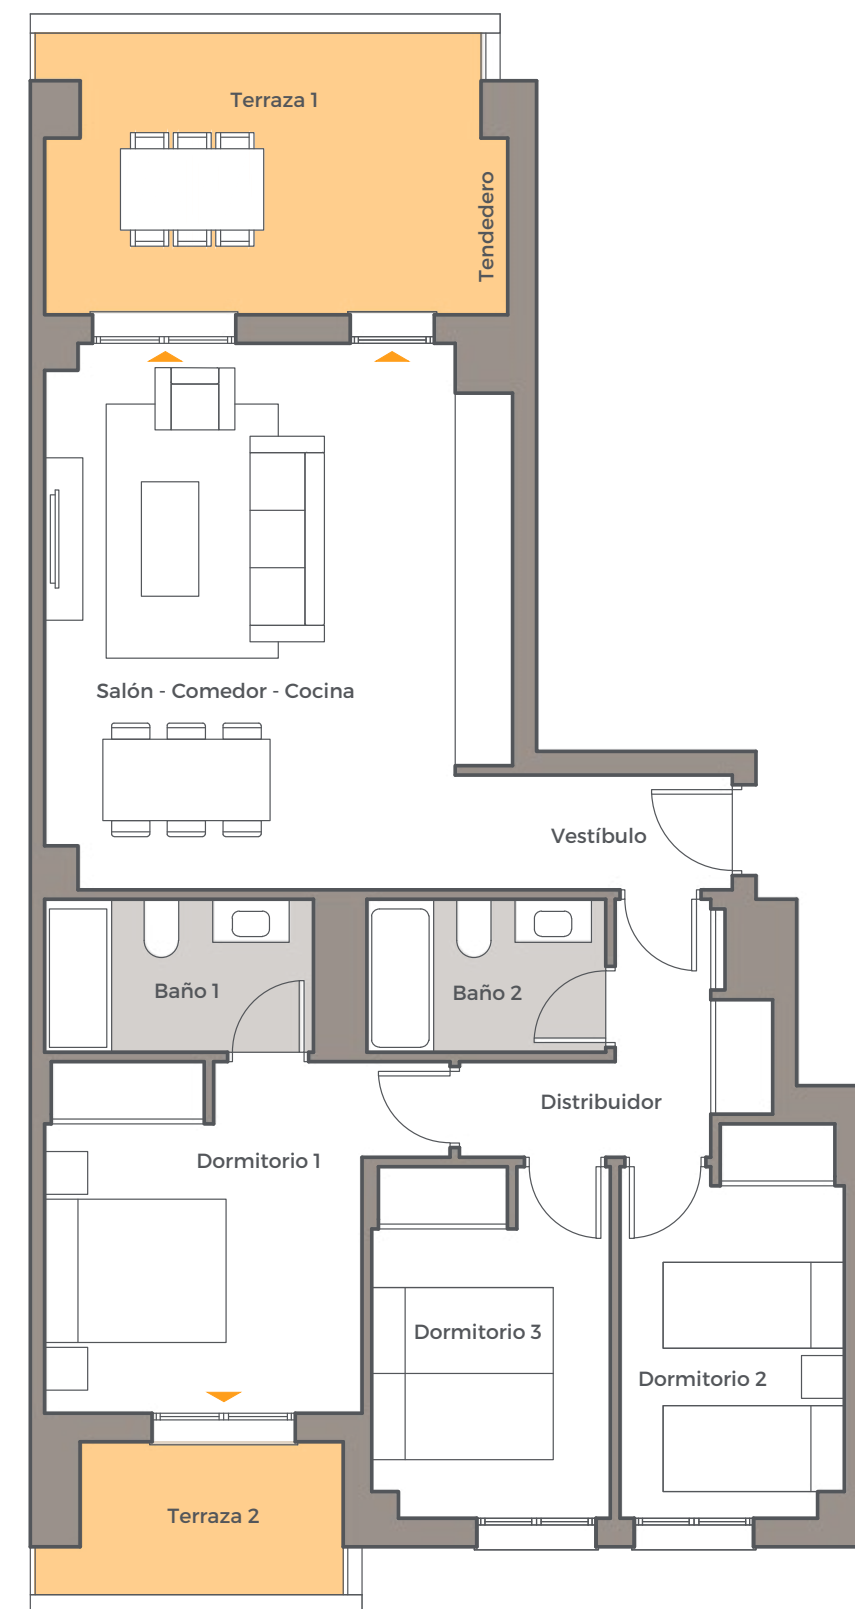 Terraza 1
Tendedero
Salón - Comedor - Cocina
Vestíbulo
Baño 1
Baño 2
Distribuidor
Dormitorio 1
Dormitorio 3
Dormitorio 2
Terraza 2